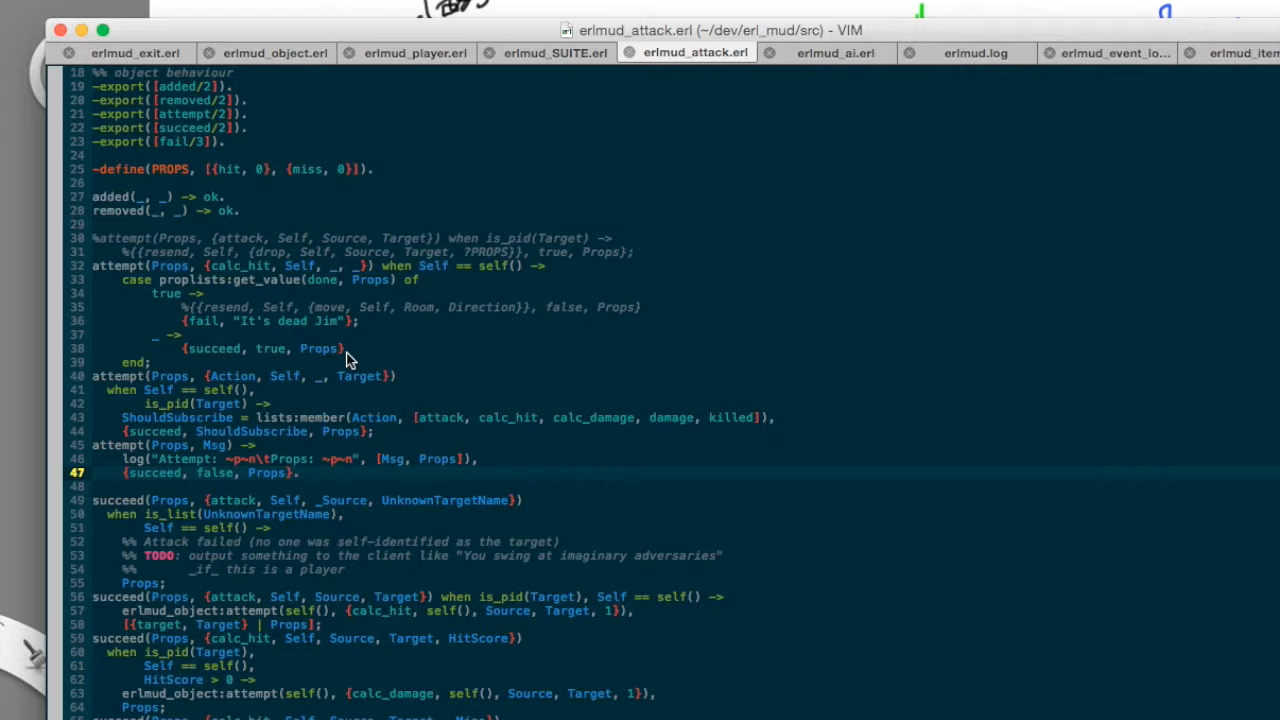 erlmud_attack.erl (~/dev/erl_mud/src) - VIM
erlmud_exit.erl erlmud_object.erl erlmud_player.erl erlmud_SUITE.erl erlmud_attack.erl erlmud_ai.erl erlmud.log erlmud_event_lo... erlmud_item
18 %% object behaviour
19 -export([added/2]).
20 -export([removed/2]).
21 -export([attempt/2]).
22 -export([succeed/2]).
23 -export([fail/3]).
24
25 -define(PROPS, [{hit, 0}, {miss, 0}]).
26
27 added(_, _) -> ok.
28 removed(_, _) -> ok.
29
30 %attempt(Props, {attack, Self, Source, Target}) when is_pid(Target) ->
31     %{{resend, Self, {drop, Self, Source, Target, ?PROPS}}, true, Props};
32 attempt(Props, {calc_hit, Self, _, _}) when Self == self() ->
33     case proplists:get_value(done, Props) of
34         true ->
35             %{{resend, Self, {move, Self, Room, Direction}}, false, Props}
36             {fail, "It's dead Jim"};
37         _ ->
38             {succeed, true, Props}
39     end;
40 attempt(Props, {Action, Self, _, Target})
41   when Self == self(),
42        is_pid(Target) ->
43     ShouldSubscribe = lists:member(Action, [attack, calc_hit, calc_damage, damage, killed]),
44     {succeed, ShouldSubscribe, Props};
45 attempt(Props, Msg) ->
46     log("Attempt: ~p~n\tProps: ~p~n", [Msg, Props]),
47     {succeed, false, Props}.
48
49 succeed(Props, {attack, Self, _Source, UnknownTargetName})
50   when is_list(UnknownTargetName),
51        Self == self() ->
52     %% Attack failed (no one was self-identified as the target)
53     %% TODO: output something to the client like "You swing at imaginary adversaries"
54     %%       _if_ this is a player
55     Props;
56 succeed(Props, {attack, Self, Source, Target}) when is_pid(Target), Self == self() ->
57     erlmud_object:attempt(self(), {calc_hit, self(), Source, Target, 1}),
58     [{target, Target} | Props];
59 succeed(Props, {calc_hit, Self, Source, Target, HitScore})
60   when is_pid(Target),
61        Self == self(),
62        HitScore > 0 ->
63     erlmud_object:attempt(self(), {calc_damage, self(), Source, Target, 1}),
64     Props;